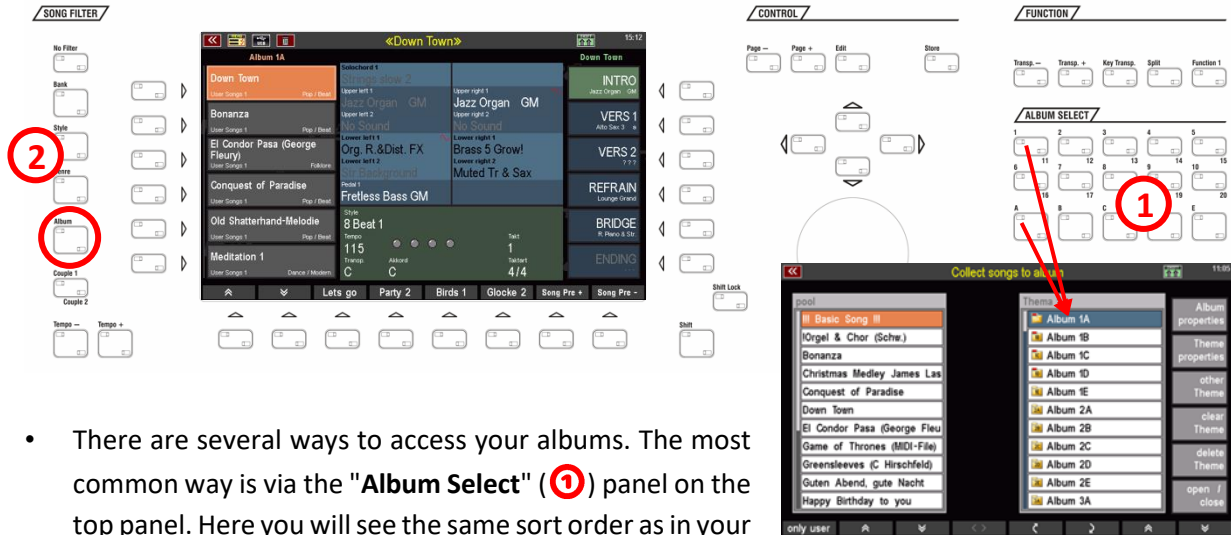 SONG FILTER
CONTROL
FUNCTION
No Filter
Bank
Style
Genre
Album
Couple 1
Couple 2
Tempo − Tempo +
2
«Down Town»
15:12
Album 1A
Down Town
Down Town
User Songs 1 Pop / Beat
Bonanza
User Songs 1 Pop / Beat
El Condor Pasa (George Fleury)
User Songs 1 Folklore
Conquest of Paradise
User Songs 1 Pop / Beat
Old Shatterhand-Melodie
User Songs 1 Pop / Beat
Meditation 1
User Songs 1 Dance / Modern
Solochord 1
Strings slow 2
Upper left 1 Upper right 1
Jazz Organ GM Jazz Organ GM
Upper left 2 Upper right 2
No Sound No Sound
Lower left 1 Lower right 1
Org. R.&Dist. FX Brass 5 Grow!
Lower left 2 Lower right 2
Str.Background Muted Tr & Sax
Pedal 1
Fretless Bass GM
Style
8 Beat 1
Tempo Takt
115 1
Transp. Akkord Taktart
C C 4/4
INTRO
Jazz Organ GM
VERS 1
Alto Sax 3
VERS 2
???
REFRAIN
Lounge Grand
BRIDGE
R. Piano & Str.
ENDING
Lets go Party 2 Birds 1 Glocke 2 Song Pre + Song Pre -
Page − Page + Edit Store
Shift Lock
Shift
Transp. − Transp. + Key Transp. Split Function 1
ALBUM SELECT
1 2 3 4 5
11 12 13 14 15
6 7 8 9 10
16 17 19 20
A B C E
1
Collect songs to album
11:05
pool
!!! Basic Song !!!
!Orgel & Chor (Schw.)
Bonanza
Christmas Medley James Las
Conquest of Paradise
Down Town
El Condor Pasa (George Fleu
Game of Thrones (MIDI-File)
Greensleeves (C Hirschfeld)
Guten Abend, gute Nacht
Happy Birthday to you
Thema
Album 1A
Album 1B
Album 1C
Album 1D
Album 1E
Album 2A
Album 2B
Album 2C
Album 2D
Album 2E
Album 3A
Album properties
Theme properties
other Theme
clear Theme
delete Theme
open / close
only user
• There are several ways to access your albums. The most
common way is via the "Album Select" (1) panel on the
top panel. Here you will see the same sort order as in your